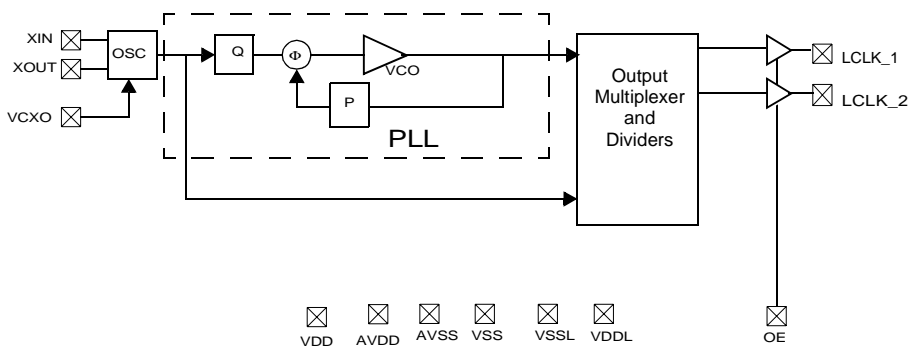 XIN
OSC
Q
Φ
LCLK_1
XOUT
VCO
Output
Multiplexer
and
Dividers
P
LCLK_2
VCXO
PLL
VDD
AVDD
AVSS
VSS
VSSL
VDDL
OE